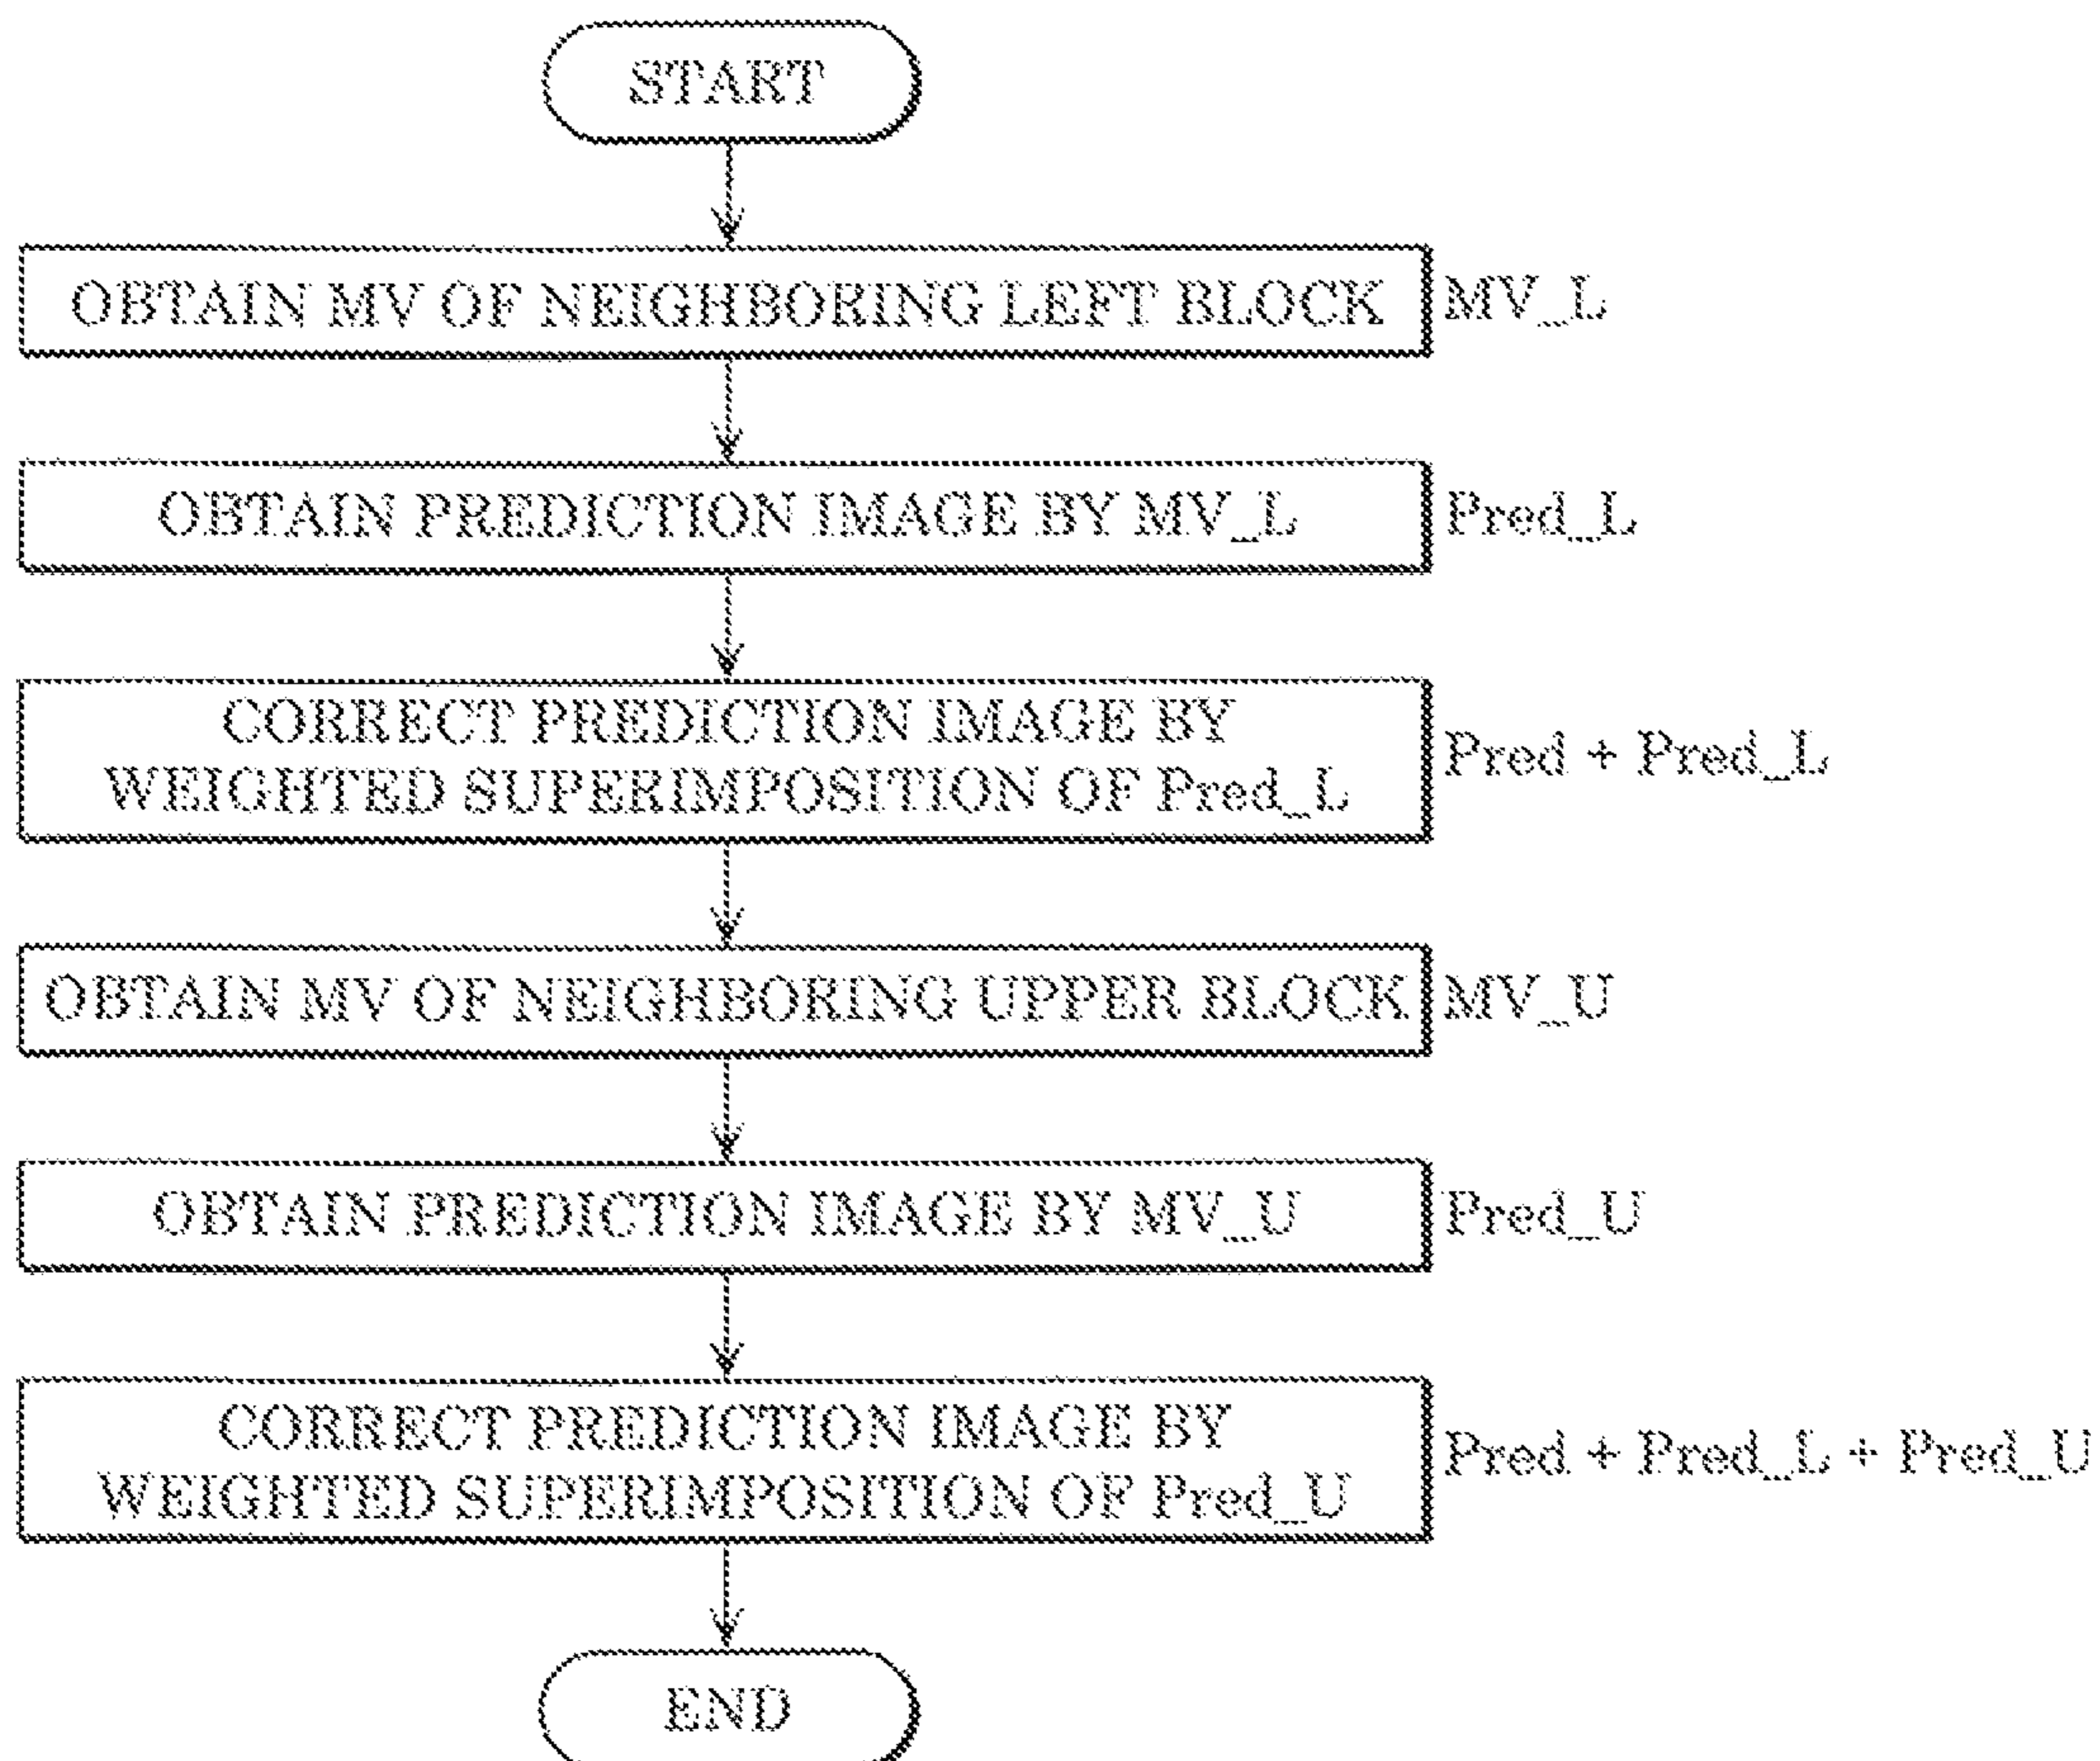 START
OBTAIN MV OF NEIGHBORING LEFT BLOCK MV_L
OBTAIN PREDICTION IMAGE BY MV_L Pred_L
CORRECT PREDICTION IMAGE BY
WEIGHTED SUPERIMPOSITION OF Pred_L
Pred + Pred_L
OBTAIN MV OF NEIGHBORING UPPER BLOCK MV_U
OBTAIN PREDICTION IMAGE BY MV_U Pred_U
CORRECT PREDICTION IMAGE BY
WEIGHTED SUPERIMPOSITION OF Pred_U
Pred + Pred_L + Pred_U
END